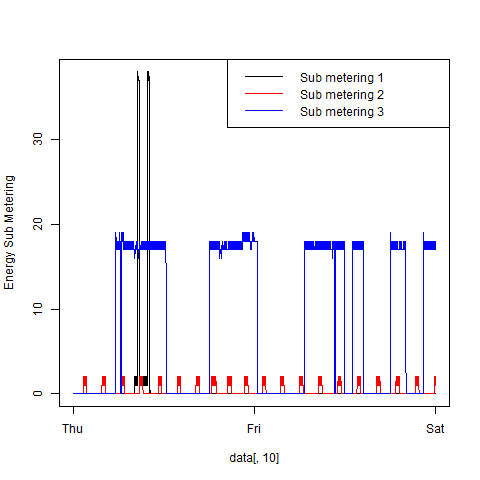 Sub metering 1
Sub metering 2
Sub metering 3
Energy Sub Metering
30
20
10
0
Thu Fri Sat
data[, 10]